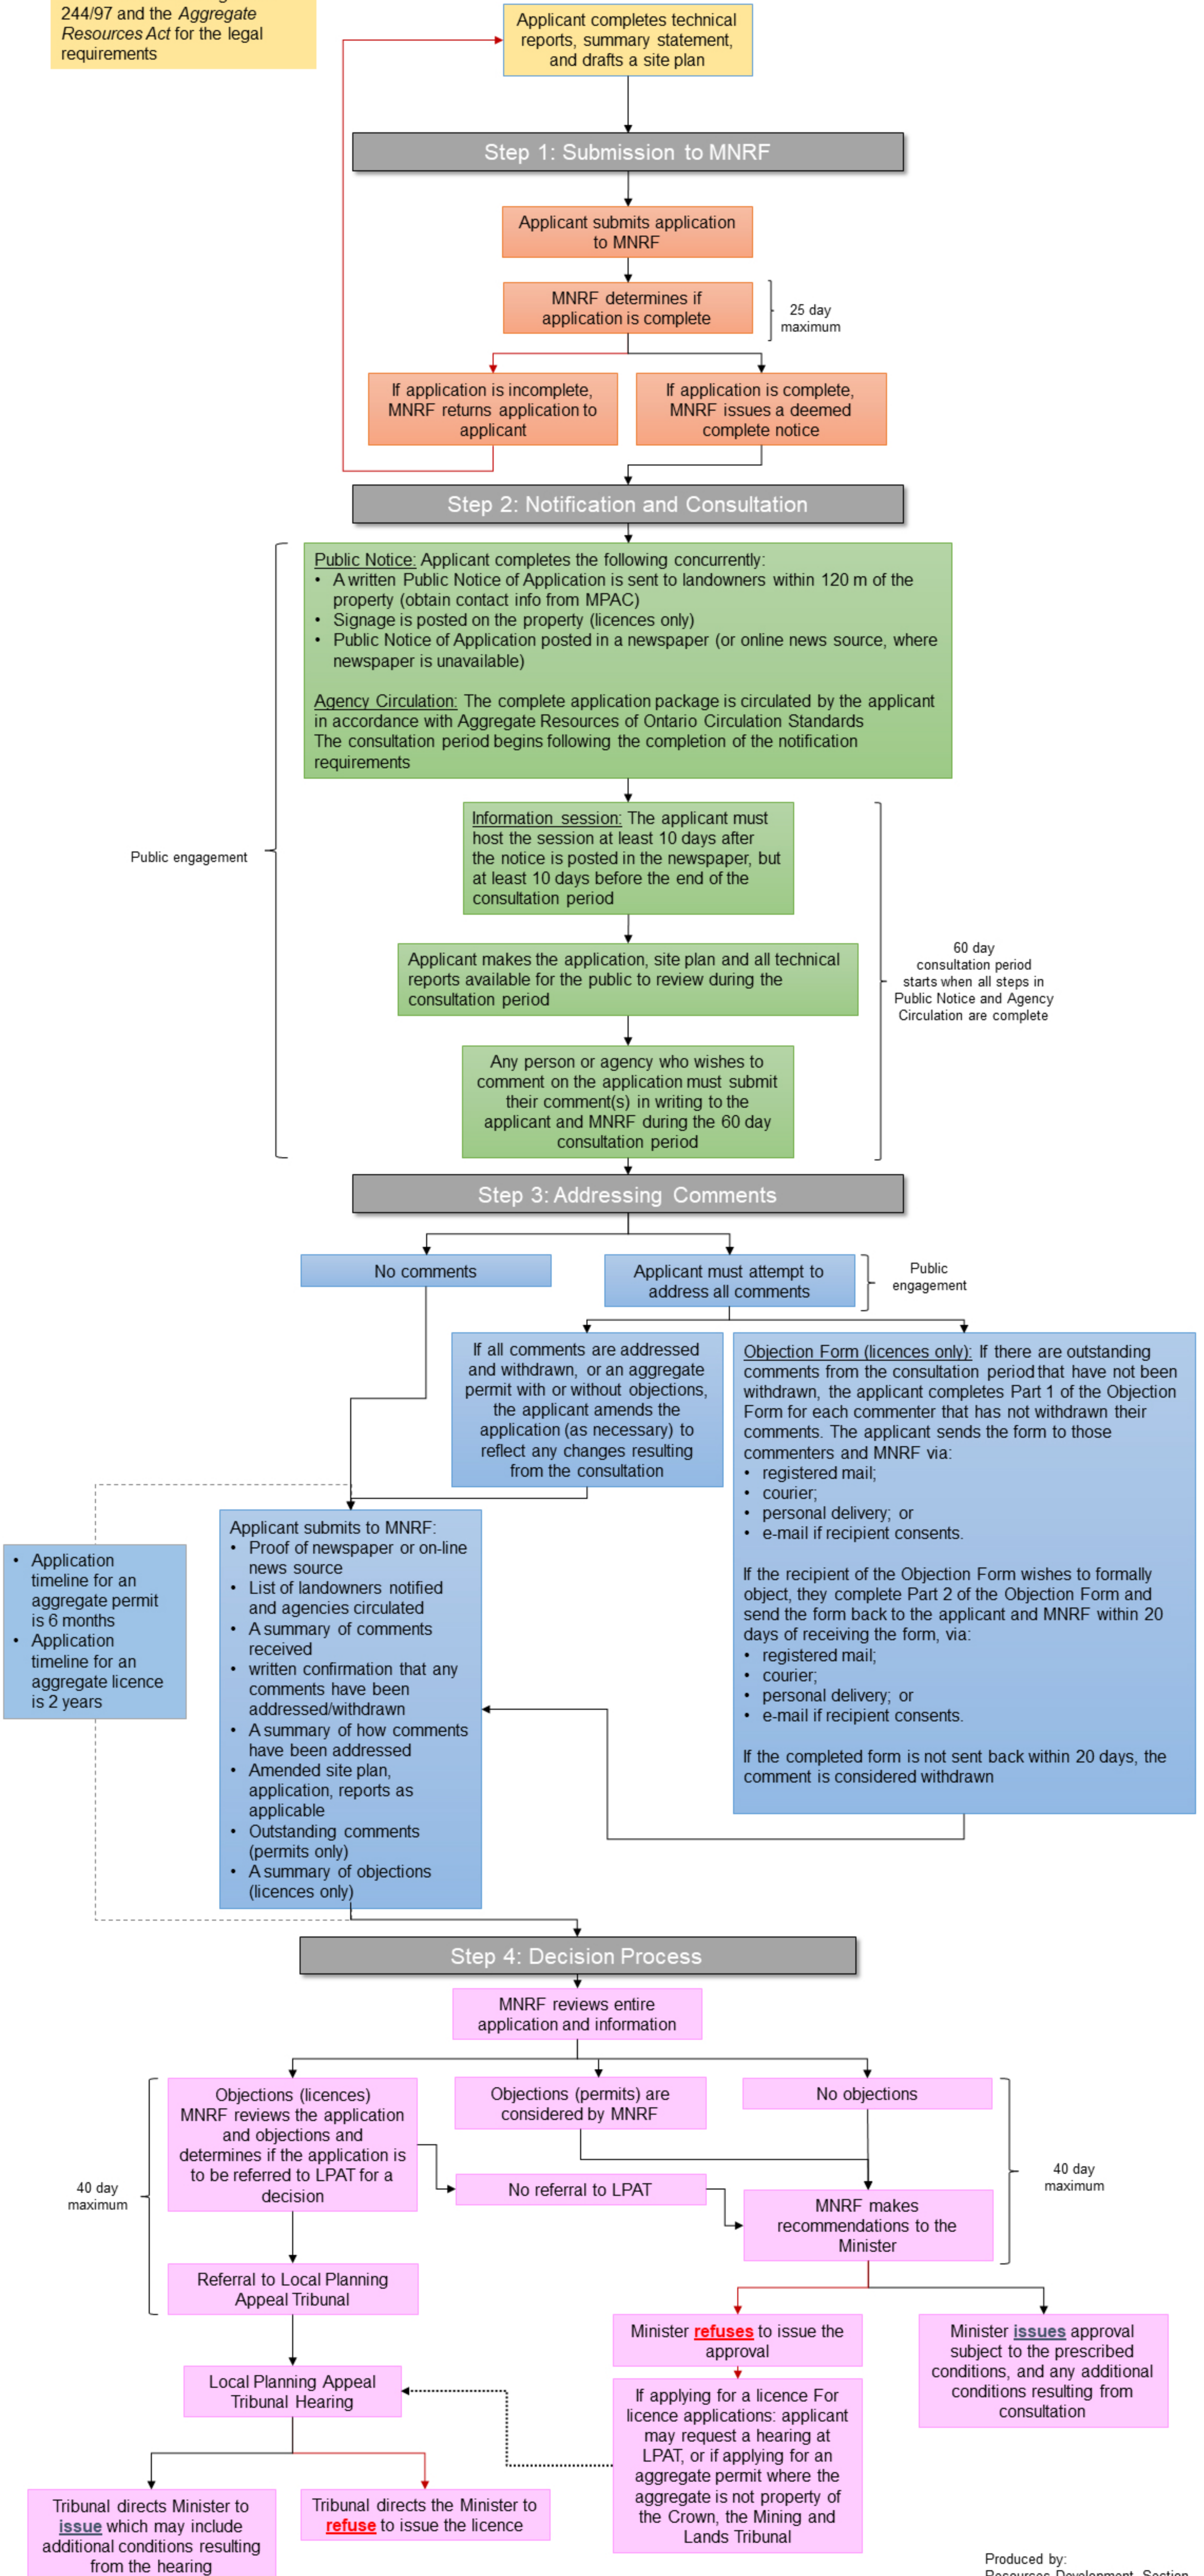 244/97 and the Aggregate
Resources Act for the legal
requirements
Applicant completes technical
reports, summary statement,
and drafts a site plan
Step 1: Submission to MNRF
Applicant submits application
to MNRF
MNRF determines if
application is complete
25 day
maximum
If application is incomplete,
MNRF returns application to
applicant
If application is complete,
MNRF issues a deemed
complete notice
Step 2: Notification and Consultation
Public Notice: Applicant completes the following concurrently:
• A written Public Notice of Application is sent to landowners within 120 m of the
property (obtain contact info from MPAC)
• Signage is posted on the property (licences only)
• Public Notice of Application posted in a newspaper (or online news source, where
newspaper is unavailable)
Agency Circulation: The complete application package is circulated by the applicant
in accordance with Aggregate Resources of Ontario Circulation Standards
The consultation period begins following the completion of the notification
requirements
Public engagement
Information session: The applicant must
host the session at least 10 days after
the notice is posted in the newspaper, but
at least 10 days before the end of the
consultation period
Applicant makes the application, site plan and all technical
reports available for the public to review during the
consultation period
60 day
consultation period
starts when all steps in
Public Notice and Agency
Circulation are complete
Any person or agency who wishes to
comment on the application must submit
their comment(s) in writing to the
applicant and MNRF during the 60 day
consultation period
Step 3: Addressing Comments
No comments
Applicant must attempt to
address all comments
Public
engagement
If all comments are addressed
and withdrawn, or an aggregate
permit with or without objections,
the applicant amends the
application (as necessary) to
reflect any changes resulting
from the consultation
Objection Form (licences only): If there are outstanding
comments from the consultation period that have not been
withdrawn, the applicant completes Part 1 of the Objection
Form for each commenter that has not withdrawn their
comments. The applicant sends the form to those
commenters and MNRF via:
• registered mail;
• courier;
• personal delivery; or
• e-mail if recipient consents.
If the recipient of the Objection Form wishes to formally
object, they complete Part 2 of the Objection Form and
send the form back to the applicant and MNRF within 20
days of receiving the form, via:
• registered mail;
• courier;
• personal delivery; or
• e-mail if recipient consents.
If the completed form is not sent back within 20 days, the
comment is considered withdrawn
• Application
timeline for an
aggregate permit
is 6 months
• Application
timeline for an
aggregate licence
is 2 years
Applicant submits to MNRF:
• Proof of newspaper or on-line
news source
• List of landowners notified
and agencies circulated
• A summary of comments
received
• written confirmation that any
comments have been
addressed/withdrawn
• A summary of how comments
have been addressed
• Amended site plan,
application, reports as
applicable
• Outstanding comments
(permits only)
• A summary of objections
(licences only)
Step 4: Decision Process
MNRF reviews entire
application and information
Objections (licences)
MNRF reviews the application
and objections and
determines if the application is
to be referred to LPAT for a
decision
Objections (permits) are
considered by MNRF
No objections
40 day
maximum
No referral to LPAT
MNRF makes
recommendations to the
Minister
40 day
maximum
Referral to Local Planning
Appeal Tribunal
Minister refuses to issue the
approval
Minister issues approval
subject to the prescribed
conditions, and any additional
conditions resulting from
consultation
Local Planning Appeal
Tribunal Hearing
If applying for a licence For
licence applications: applicant
may request a hearing at
LPAT, or if applying for an
aggregate permit where the
aggregate is not property of
the Crown, the Mining and
Lands Tribunal
Tribunal directs Minister to
issue which may include
additional conditions resulting
from the hearing
Tribunal directs the Minister to
refuse to issue the licence
Produced by:
Resources Development Section